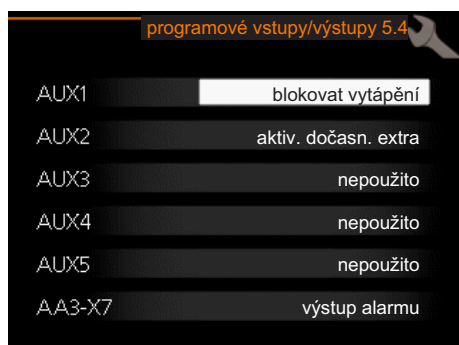 programové vstupy/výstupy 5.4
AUX1 blokovat vytápění
AUX2 aktiv. dočasn. extra
AUX3 nepoužito
AUX4 nepoužito
AUX5 nepoužito
AA3-X7 výstup alarmu